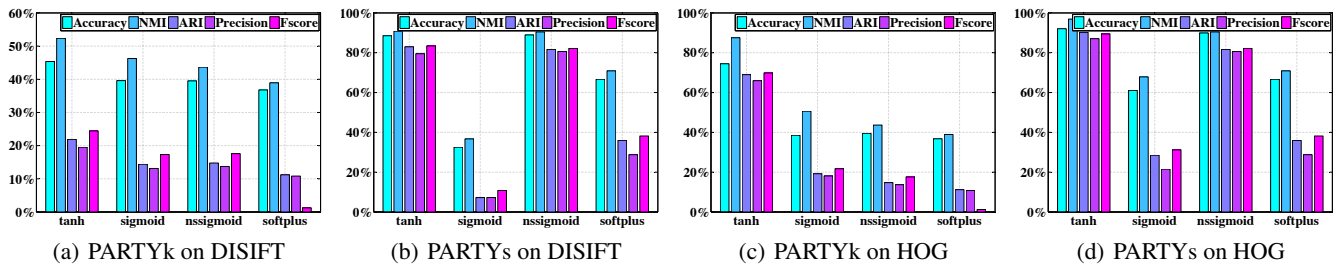 Accuracy NMI ARI Precision Fscore
60%
50%
40%
30%
20%
10%
0%
tanh sigmoid nssigmoid softplus
(a) PARTYk on DISIFT
Accuracy NMI ARI Precision Fscore
100%
80%
60%
40%
20%
0%
tanh sigmoid nssigmoid softplus
(b) PARTYs on DISIFT
Accuracy NMI ARI Precision Fscore
100%
80%
60%
40%
20%
0%
tanh sigmoid nssigmoid softplus
(c) PARTYk on HOG
Accuracy NMI ARI Precision Fscore
100%
80%
60%
40%
20%
0%
tanh sigmoid nssigmoid softplus
(d) PARTYs on HOG